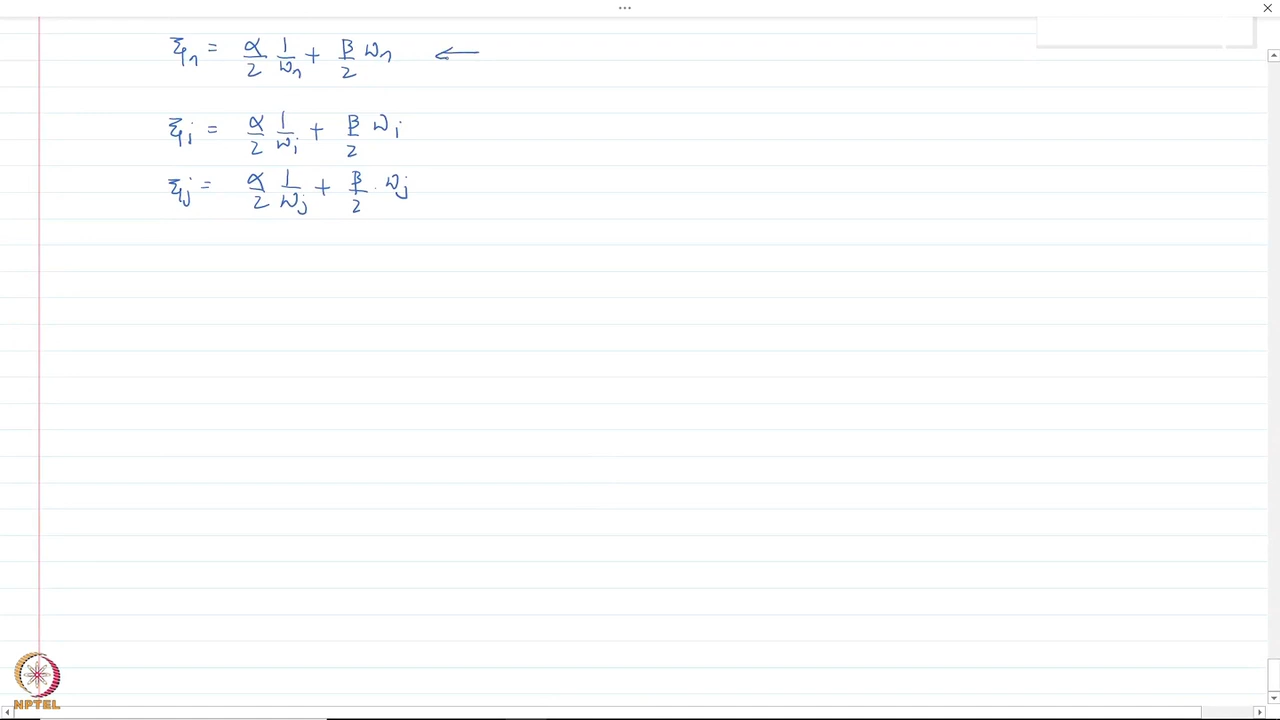 ξₙ = α/2 1/ωₙ + β/2 ωₙ ←
ξᵢ = α/2 1/ωᵢ + β/2 ωᵢ
ξⱼ = α/2 1/ωⱼ + β/2 · ωⱼ
NPTEL